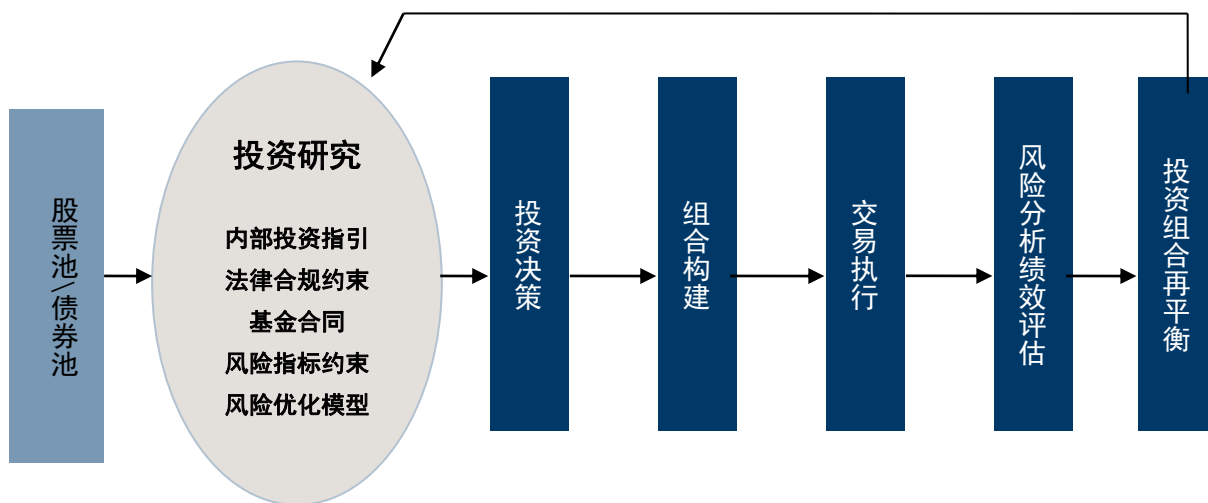 股票池/债券池
投资研究
内部投资指引
法律合规约束
基金合同
风险指标约束
风险优化模型
投资决策
组合构建
交易执行
风险分析绩效评估
投资组合再平衡